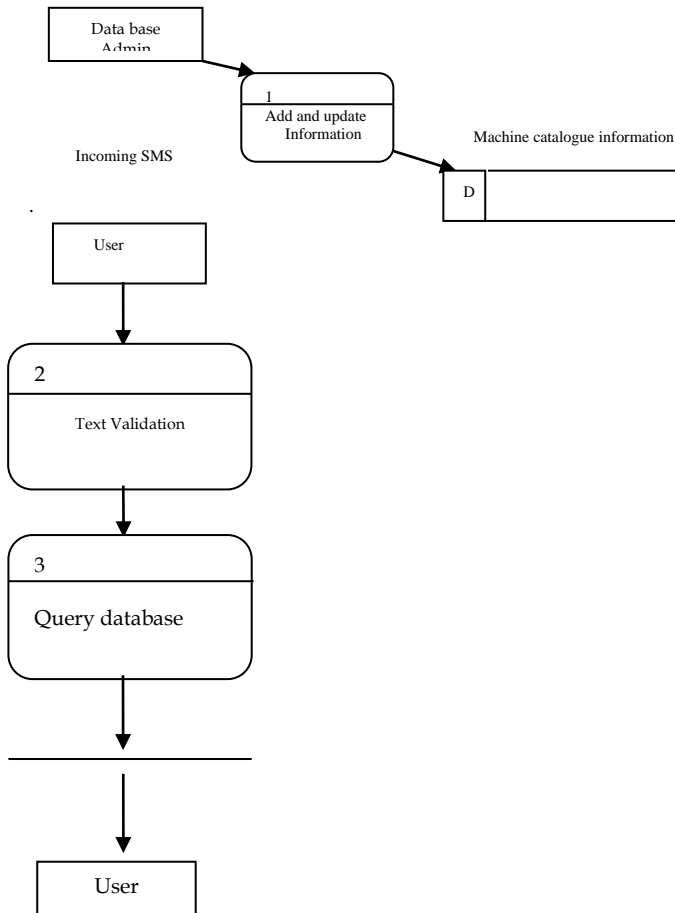 Data base
Admin
1
Add and update
Information
Machine catalogue information
Incoming SMS
D
.
User
2
Text Validation
3
Query database
User